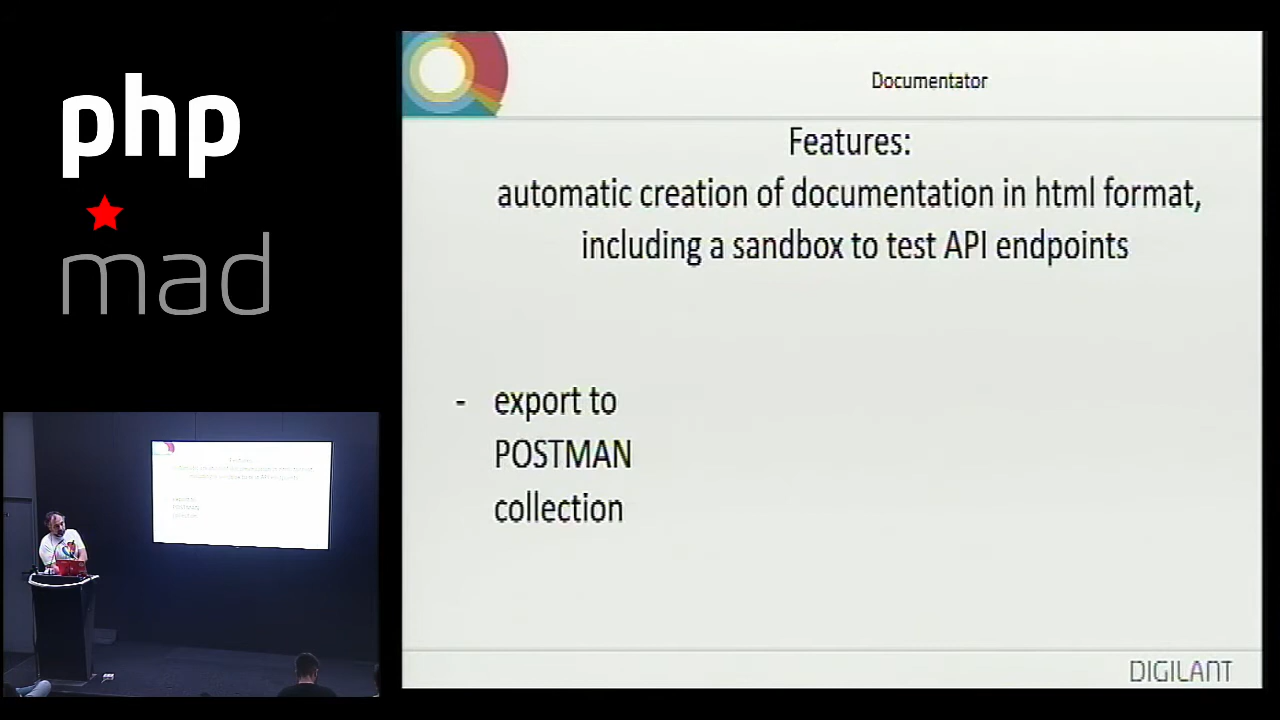 php
mad
Documentator
Features:
automatic creation of documentation in html format,
including a sandbox to test API endpoints
- export to
POSTMAN
collection
DIGILANT